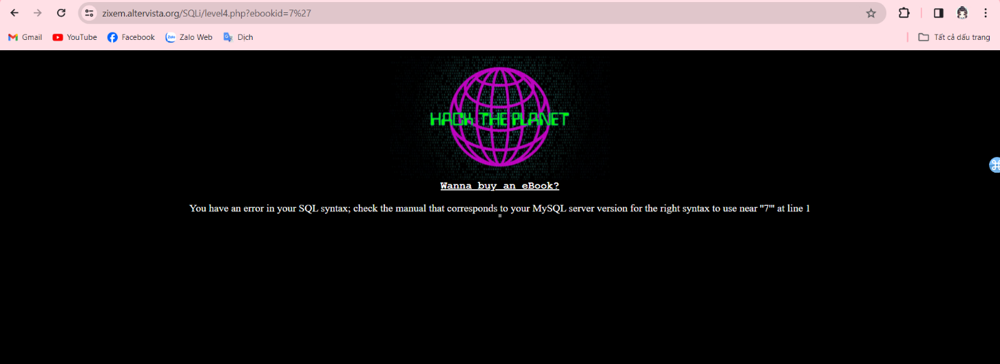 zixem.altervista.org/SQLi/level4.php?ebookid=7%27
Gmail YouTube Facebook Zalo Zalo Web Dịch Tất cả dấu trang
HACK THE PLANET
Wanna buy an eBook?
You have an error in your SQL syntax; check the manual that corresponds to your MySQL server version for the right syntax to use near ''7'' at line 1